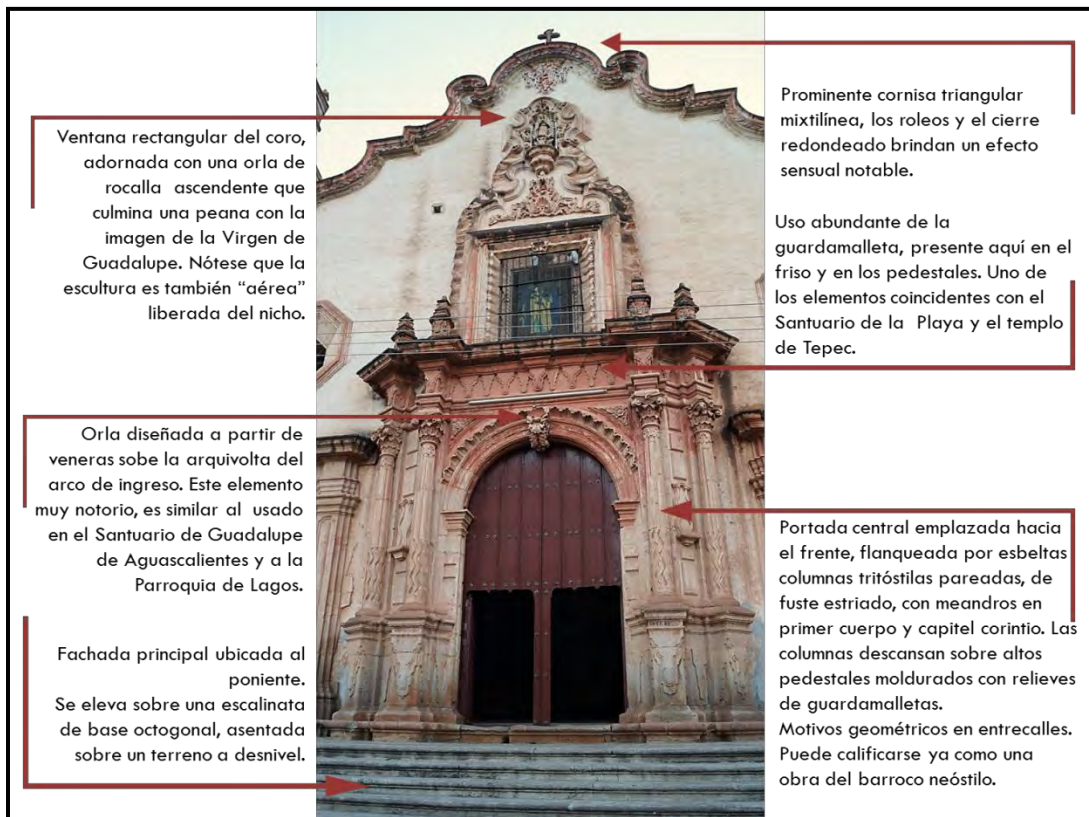 Ventana rectangular del coro,
adornada con una orla de
rocalla ascendente que
culmina una peana con la
imagen de la Virgen de
Guadalupe. Nótese que la
escultura es también “aérea”
liberada del nicho.
Orla diseñada a partir de
veneras sobe la arquivolta del
arco de ingreso. Este elemento
muy notorio, es similar al usado
en el Santuario de Guadalupe
de Aguascalientes y a la
Parroquia de Lagos.
Fachada principal ubicada al
poniente.
Se eleva sobre una escalinata
de base octogonal, asentada
sobre un terreno a desnivel.
Prominente cornisa triangular
mixtilínea, los roleos y el cierre
redondeado brindan un efecto
sensual notable.
Uso abundante de la
guardamalleta, presente aquí en el
friso y en los pedestales. Uno de
los elementos coincidentes con el
Santuario de la Playa y el templo
de Tepec.
Portada central emplazada hacia
el frente, flanqueada por esbeltas
columnas tritóstilas pareadas, de
fuste estriado, con meandros en
primer cuerpo y capitel corintio. Las
columnas descansan sobre altos
pedestales moldurados con relieves
de guardamalletas.
Motivos geométricos en entrecalles.
Puede calificarse ya como una
obra del barroco neóstilo.